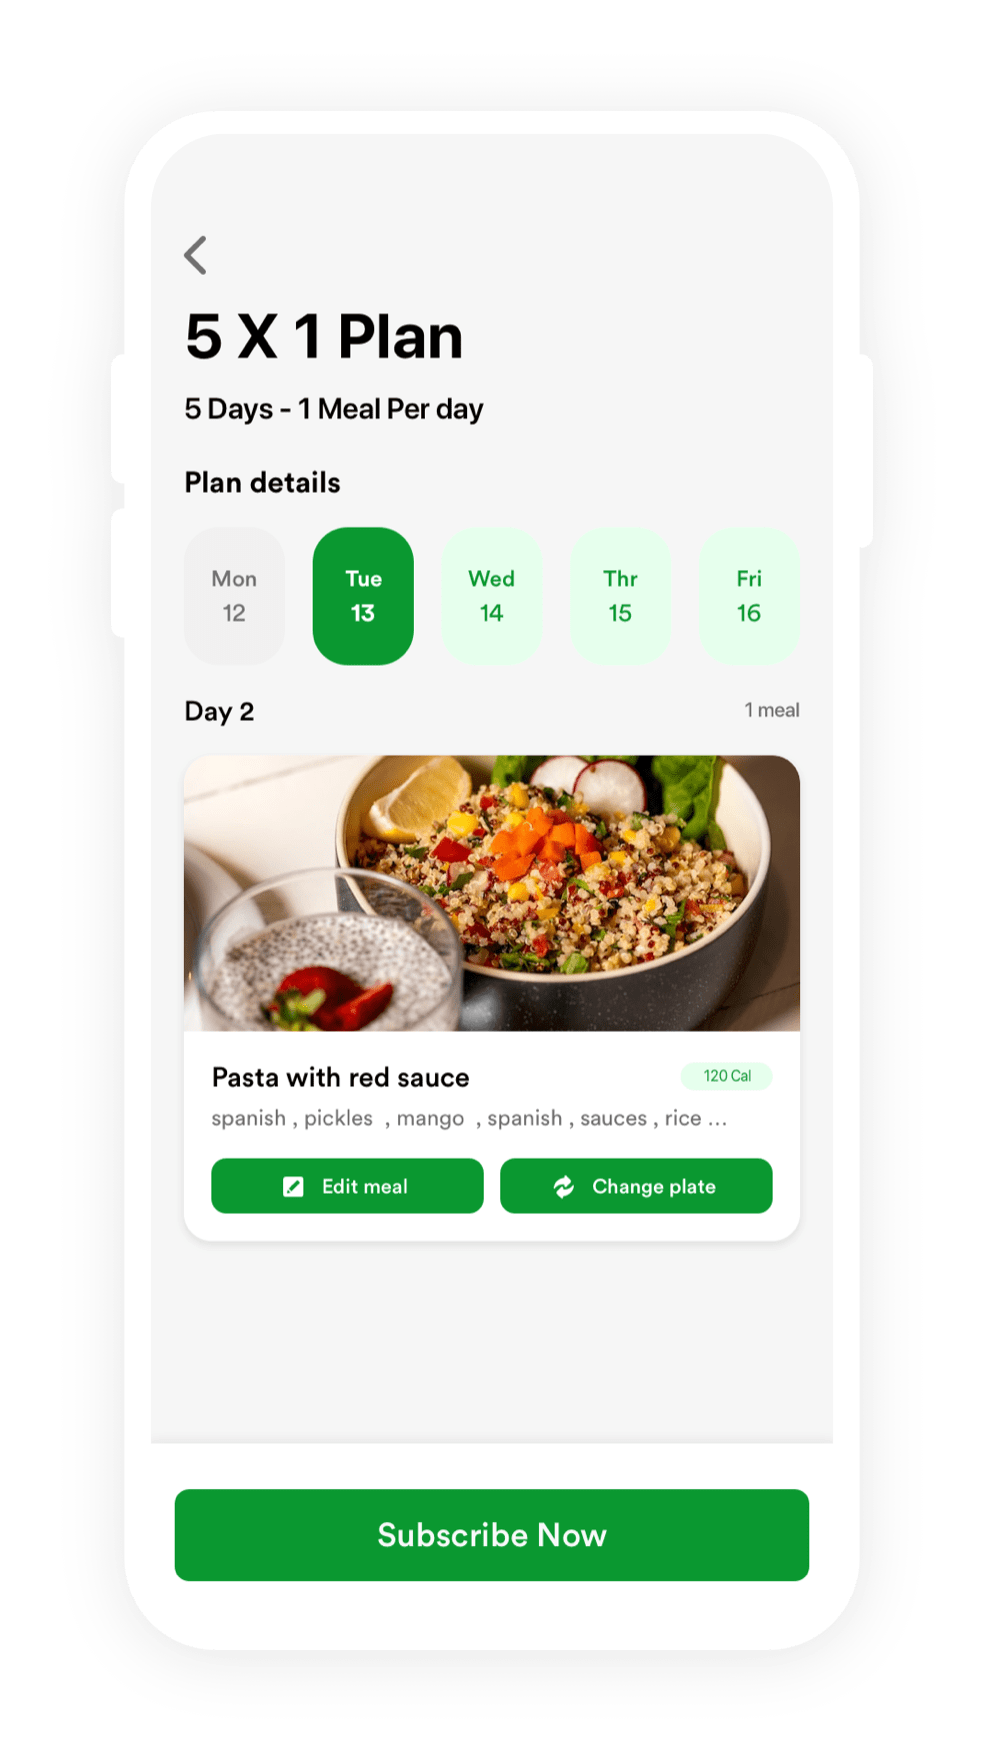 5 X 1 Plan
5 Days - 1 Meal Per day
Plan details
Mon Tue Wed Thr Fri
12 13 14 15 16
Day 2 1 meal
Pasta with red sauce 120 Cal
spanish , pickles , mango , spanish , sauces , rice ...
Edit meal Change plate
Subscribe Now